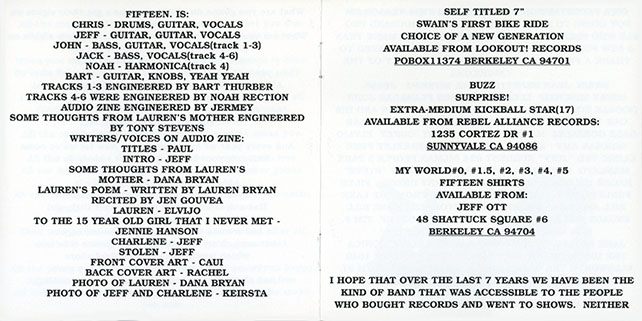 FIFTEEN. IS:
CHRIS - DRUMS, GUITAR, VOCALS
JEFF - GUITAR, GUITAR, VOCALS
JOHN - BASS, GUITAR, VOCALS(track 1-3)
JACK - BASS, VOCALS(track 4-6)
NOAH - HARMONICA(track 4)
BART - GUITAR, KNOBS, YEAH YEAH
TRACKS 1-3 ENGINEERED BY BART THURBER
TRACKS 4-6 WERE ENGINEERED BY NOAH RECTION
AUDIO ZINE ENGINEERED BY JERMEY
SOME THOUGHTS FROM LAUREN'S MOTHER ENGINEERED
BY TONY STEVENS
WRITERS/VOICES ON AUDIO ZINE:
TITLES - PAUL
INTRO - JEFF
SOME THOUGHTS FROM LAUREN'S
MOTHER - DANA BRYAN
LAUREN'S POEM - WRITTEN BY LAUREN BRYAN
RECITED BY JEN GOUVEA
LAUREN - ELVIJO
TO THE 15 YEAR OLD GIRL THAT I NEVER MET -
JENNIE HANSON
CHARLENE - JEFF
STOLEN - JEFF
FRONT COVER ART - CAUI
BACK COVER ART - RACHEL
PHOTO OF LAUREN - DANA BRYAN
PHOTO OF JEFF AND CHARLENE - KEIRSTA
SELF TITLED 7"
SWAIN'S FIRST BIKE RIDE
CHOICE OF A NEW GENERATION
AVAILABLE FROM LOOKOUT! RECORDS
POBOX11374 BERKELEY CA 94701
BUZZ
SURPRISE!
EXTRA-MEDIUM KICKBALL STAR(17)
AVAILABLE FROM REBEL ALLIANCE RECORDS:
1235 CORTEZ DR #1
SUNNYVALE CA 94086
MY WORLD#0, #1.5, #2, #3, #4, #5
FIFTEEN SHIRTS
AVAILABLE FROM:
JEFF OTT
48 SHATTUCK SQUARE #6
BERKELEY CA 94704
I HOPE THAT OVER THE LAST 7 YEARS WE HAVE BEEN THE
KIND OF BAND THAT WAS ACCESSIBLE TO THE PEOPLE
WHO BOUGHT RECORDS AND WENT TO SHOWS. NEITHER